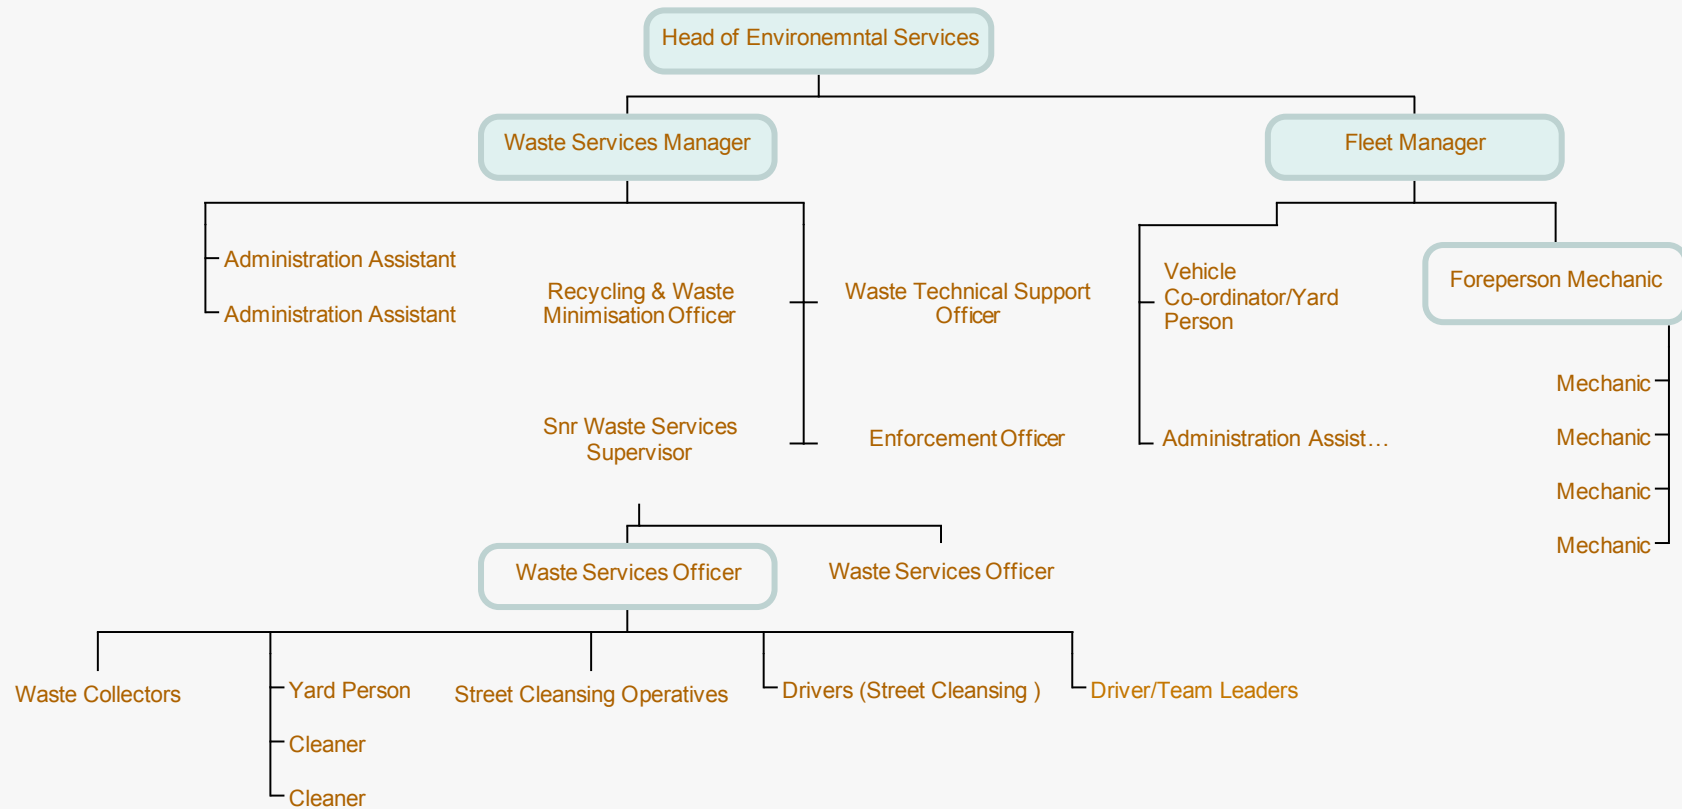 Head of Environemntal Services
Waste Services Manager
Fleet Manager
Administration Assistant
Administration Assistant
Recycling & Waste
Minimisation Officer
Waste Technical Support
Officer
Snr Waste Services
Supervisor
Enforcement Officer
Vehicle
Co-ordinator/Yard
Person
Administration Assist…
Foreperson Mechanic
Mechanic
Mechanic
Mechanic
Mechanic
Waste Services Officer
Waste Services Officer
Waste Collectors
Yard Person
Cleaner
Cleaner
Street Cleansing Operatives
Drivers (Street Cleansing )
Driver/Team Leaders